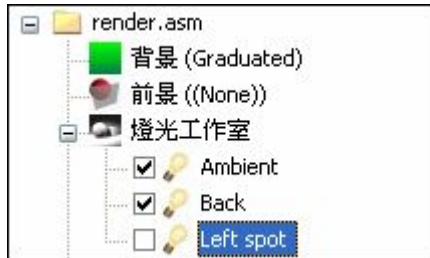 render.asm
背景 (Graduated)
前景 ((None))
燈光工作室
Ambient
Back
Left spot